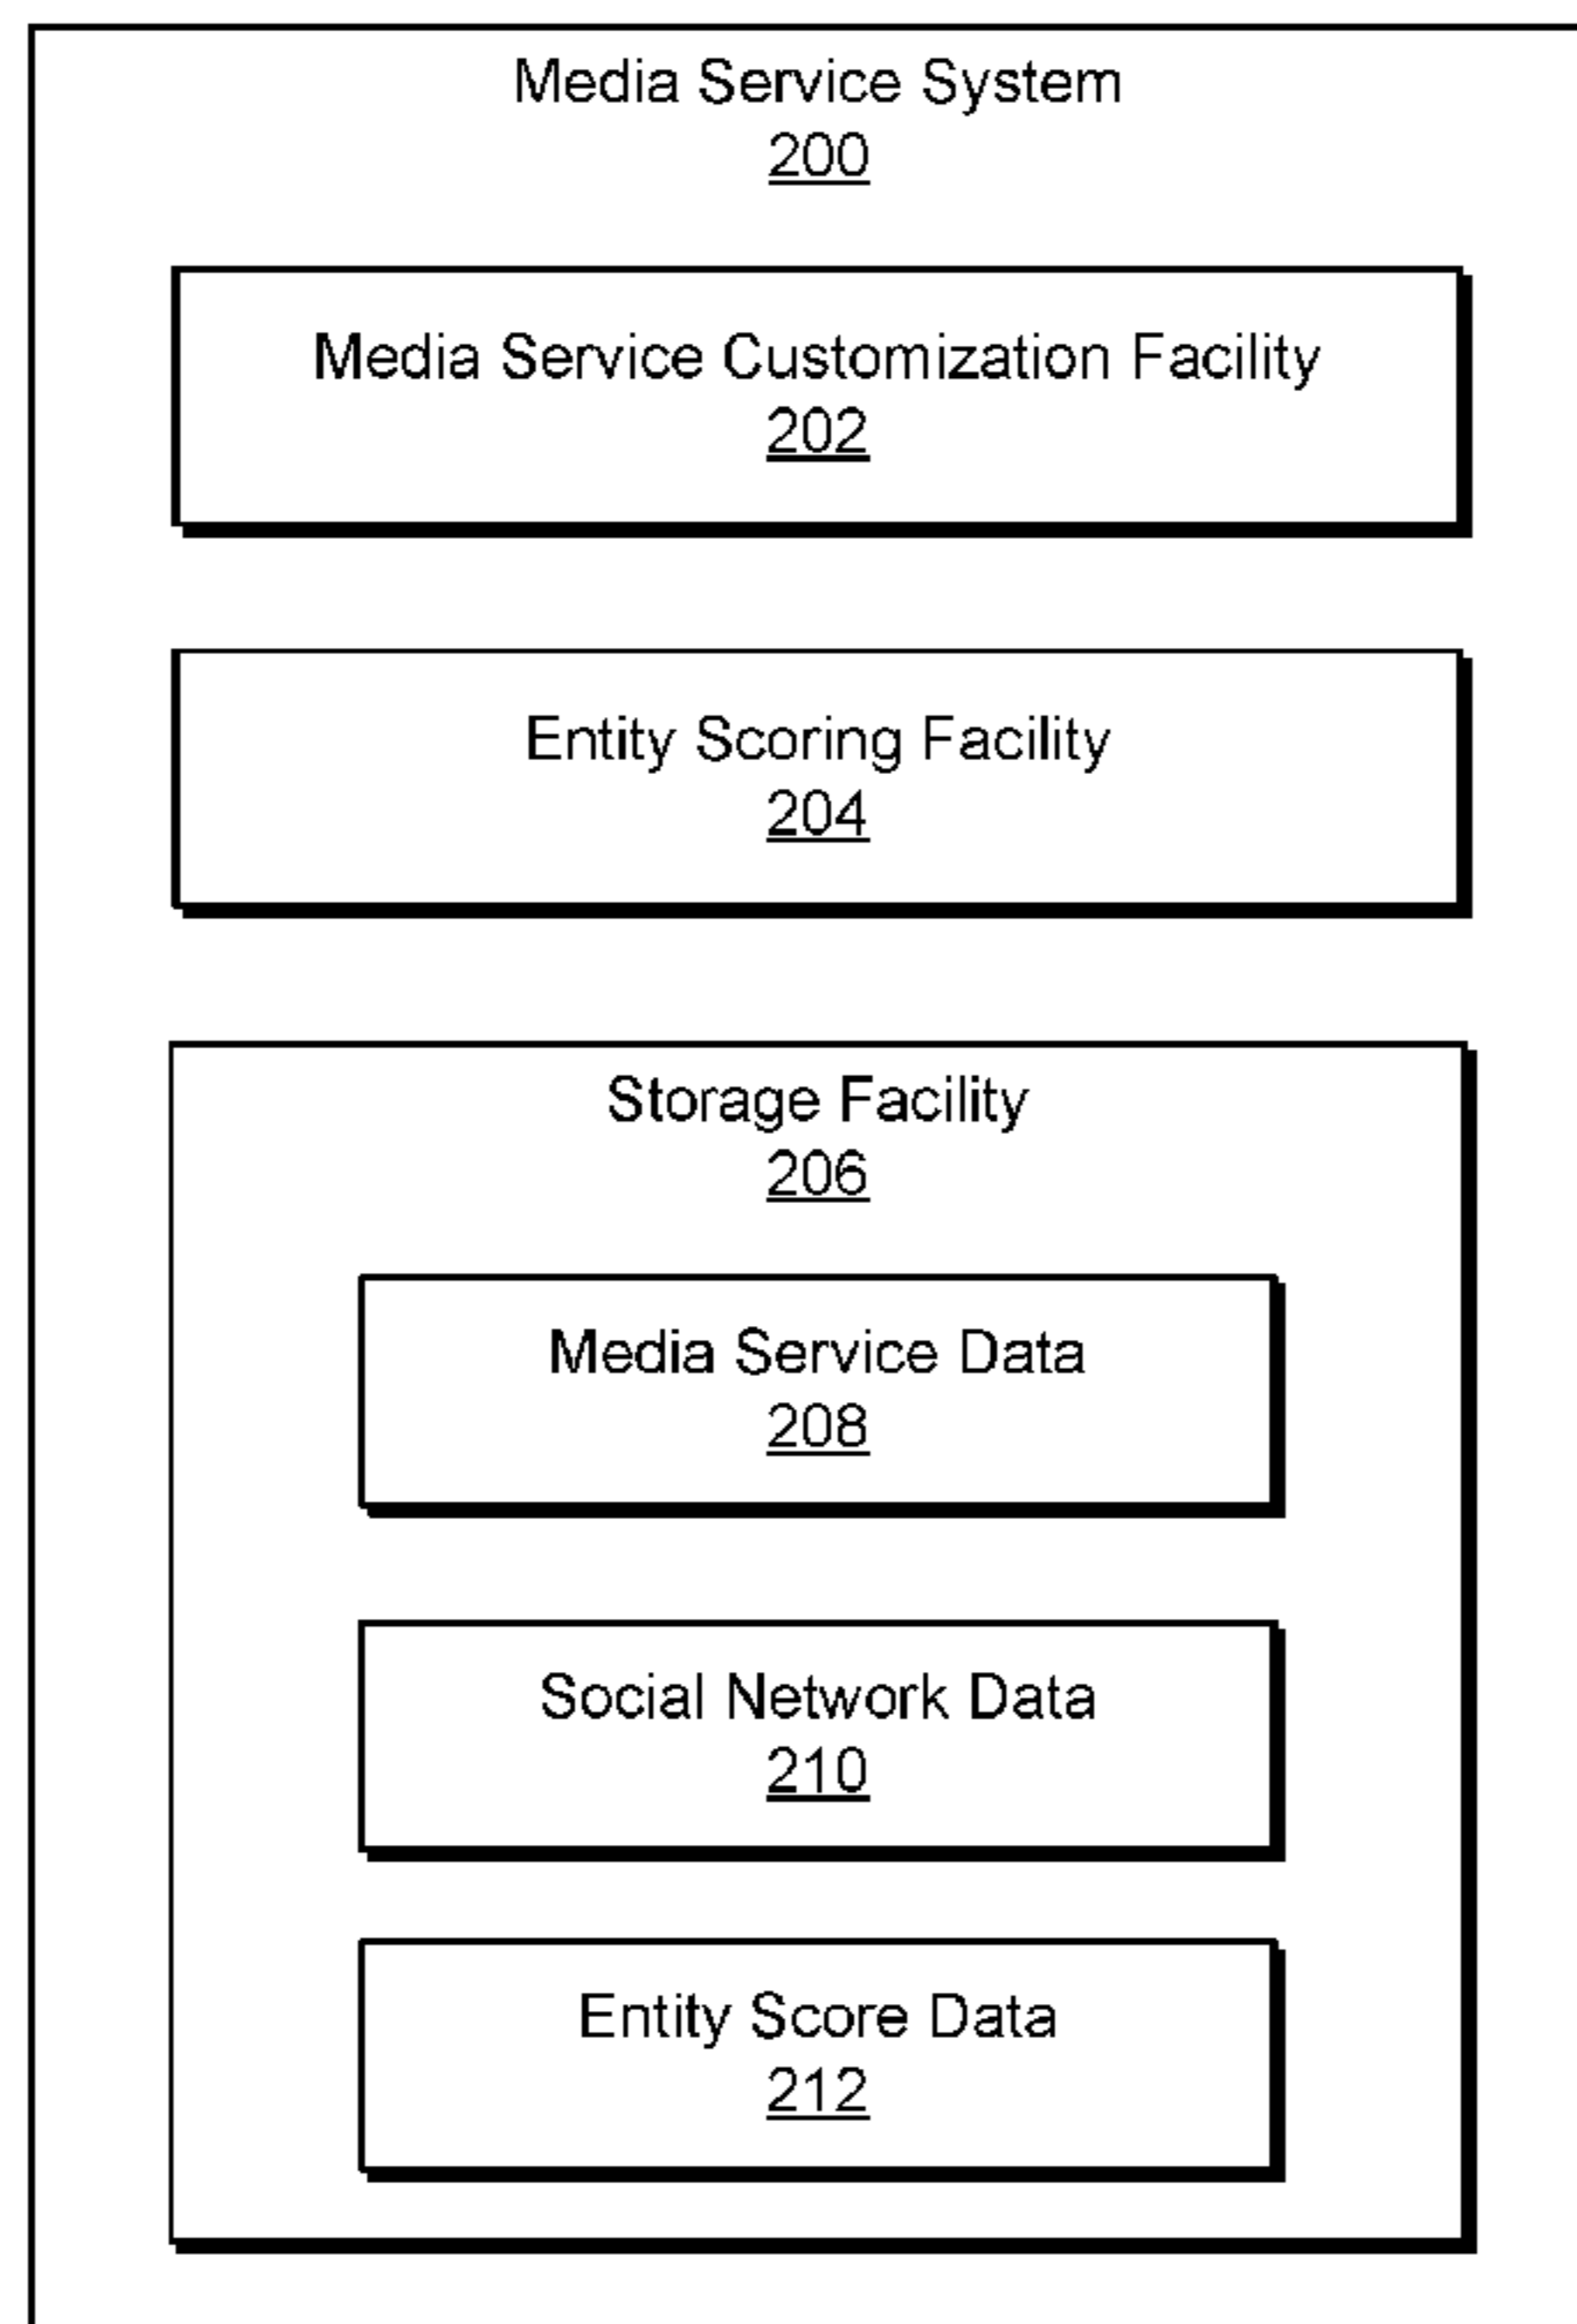 Media Service System
200
Media Service Customization Facility
202
Entity Scoring Facility
204
Storage Facility
206
Media Service Data
208
Social Network Data
210
Entity Score Data
212